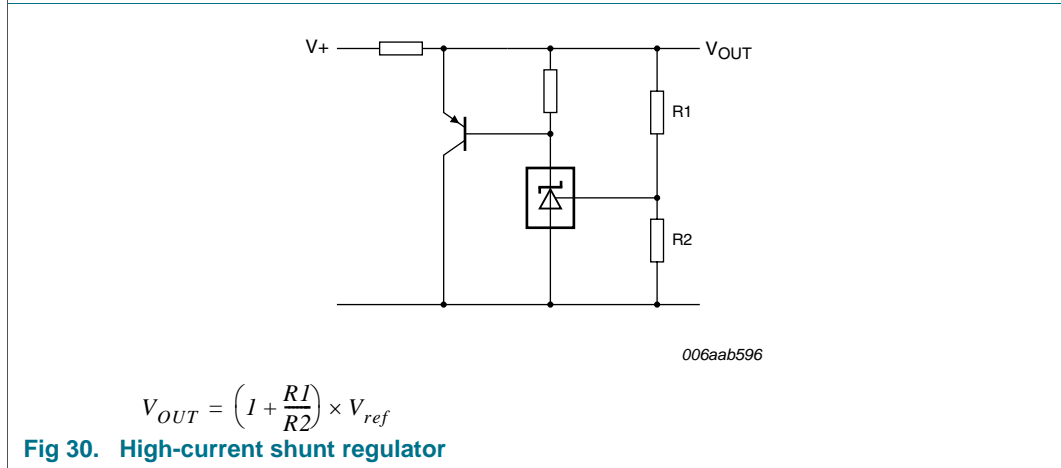 V+
VOUT
R1
R2
006aab596
VOUT = (1 + R1/R2) × Vref
Fig 30. High-current shunt regulator